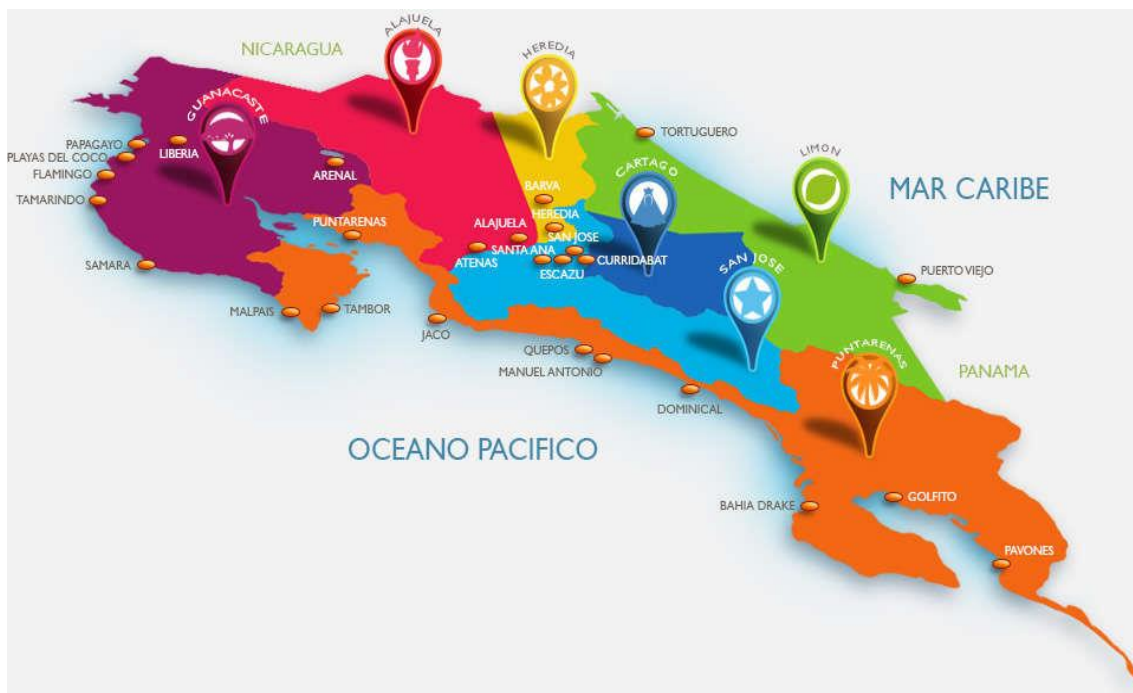 ALAJUELA
HEREDIA
NICARAGUA
GUANACASTE
TORTUGUERO
PAPAGAYO
LIBERIA
PLAYAS DEL COCO
FLAMINGO
ARENAL
CARTAGO
LIMON
MAR CARIBE
TAMARINDO
BARVA
PUNTARENAS
ALAJUELA
HEREDIA
SAN JOSE
SANTA ANA
ATENAS
ESCAZU
CURRIDABAT
SAN JOSE
SAMARA
PUERTO VIEJO
MALPAIS
TAMBOR
JACO
QUEPOS
MANUEL ANTONIO
PUNTARENAS
PANAMA
DOMINICAL
OCEANO PACIFICO
BAHIA DRAKE
GOLFITO
PAVONES